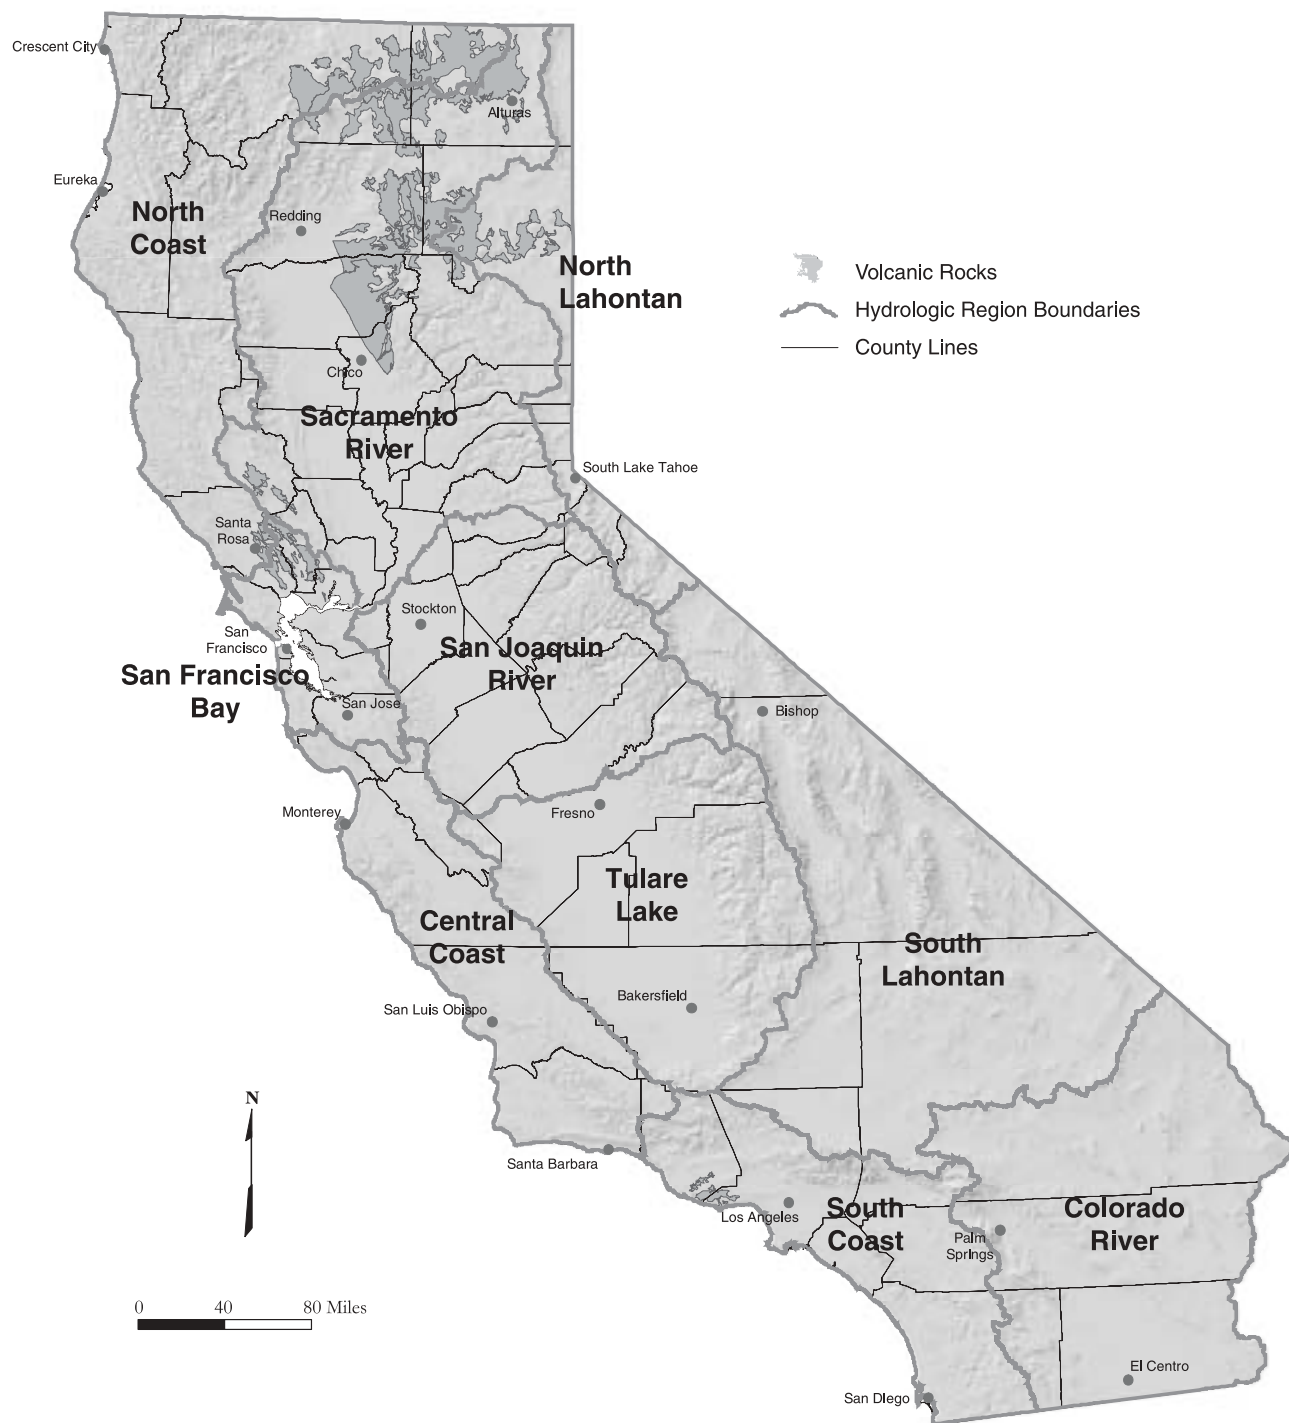 Crescent City
Alturas
Eureka
North
Coast
Redding
North
Lahontan
Volcanic Rocks
Hydrologic Region Boundaries
County Lines
Chico
Sacramento
River
South Lake Tahoe
Santa
Rosa
Stockton
San
Francisco
San Joaquin
River
San Francisco
Bay
San Jose
Bishop
Monterey
Fresno
Tulare
Lake
Central
Coast
South
Lahontan
Bakersfield
San Luis Obispo
N
Santa Barbara
Los Angeles
South
Coast
Palm
Springs
Colorado
River
0 40 80 Miles
El Centro
San DIego